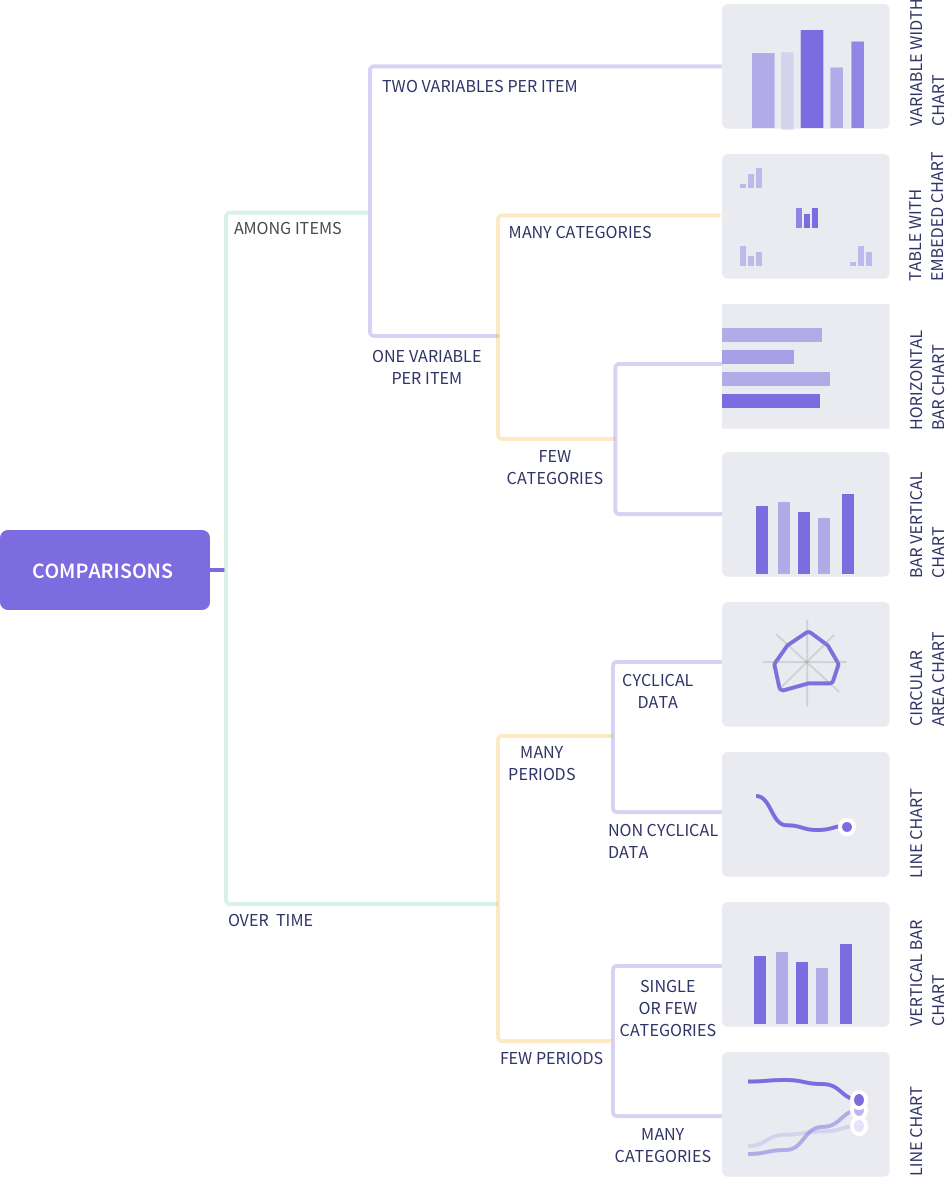 VARIABLE WIDTH
CHART
TWO VARIABLES PER ITEM
TABLE WITH
EMBEDED CHART
AMONG ITEMS
MANY CATEGORIES
ONE VARIABLE
PER ITEM
HORIZONTAL
BAR CHART
FEW
CATEGORIES
BAR VERTICAL
CHART
COMPARISONS
CIRCULAR
AREA CHART
CYCLICAL
DATA
MANY
PERIODS
NON CYCLICAL
DATA
LINE CHART
OVER TIME
VERTICAL BAR
CHART
SINGLE
OR FEW
CATEGORIES
FEW PERIODS
MANY
CATEGORIES
LINE CHART